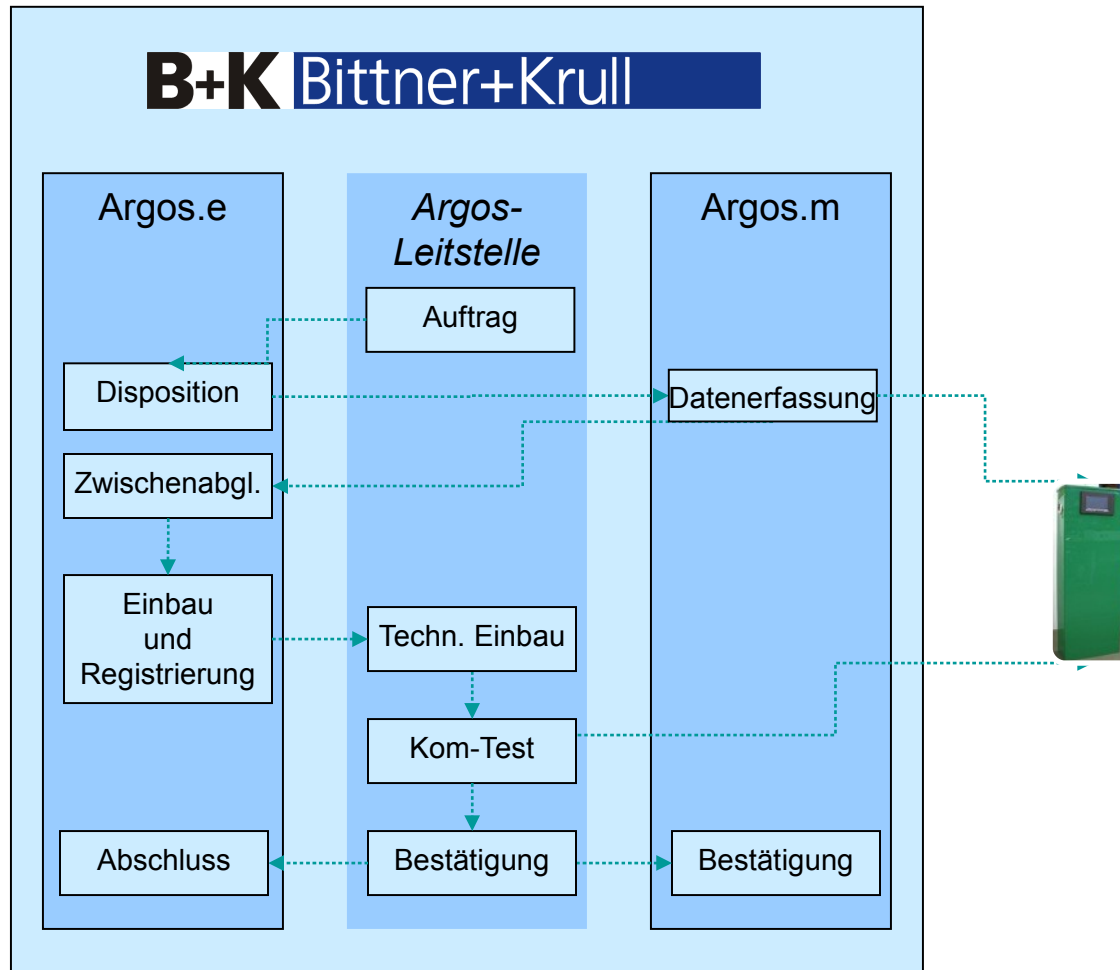 B+K Bittner+Krull
Argos.e
Argos-
Leitstelle
Argos.m
Auftrag
Disposition
Datenerfassung
Zwischenabgl.
Einbau
und
Registrierung
Techn. Einbau
Kom-Test
Abschluss
Bestätigung
Bestätigung